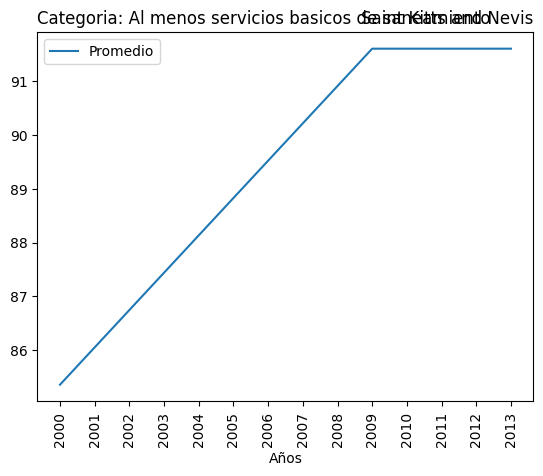 Categoria: Al menos servicios basicos de saneamiento
Saint Kitts and Nevis
Promedio
91
90
89
88
87
86
2000 2001 2002 2003 2004 2005 2006 2007 2008 2009 2010 2011 2012 2013
Años